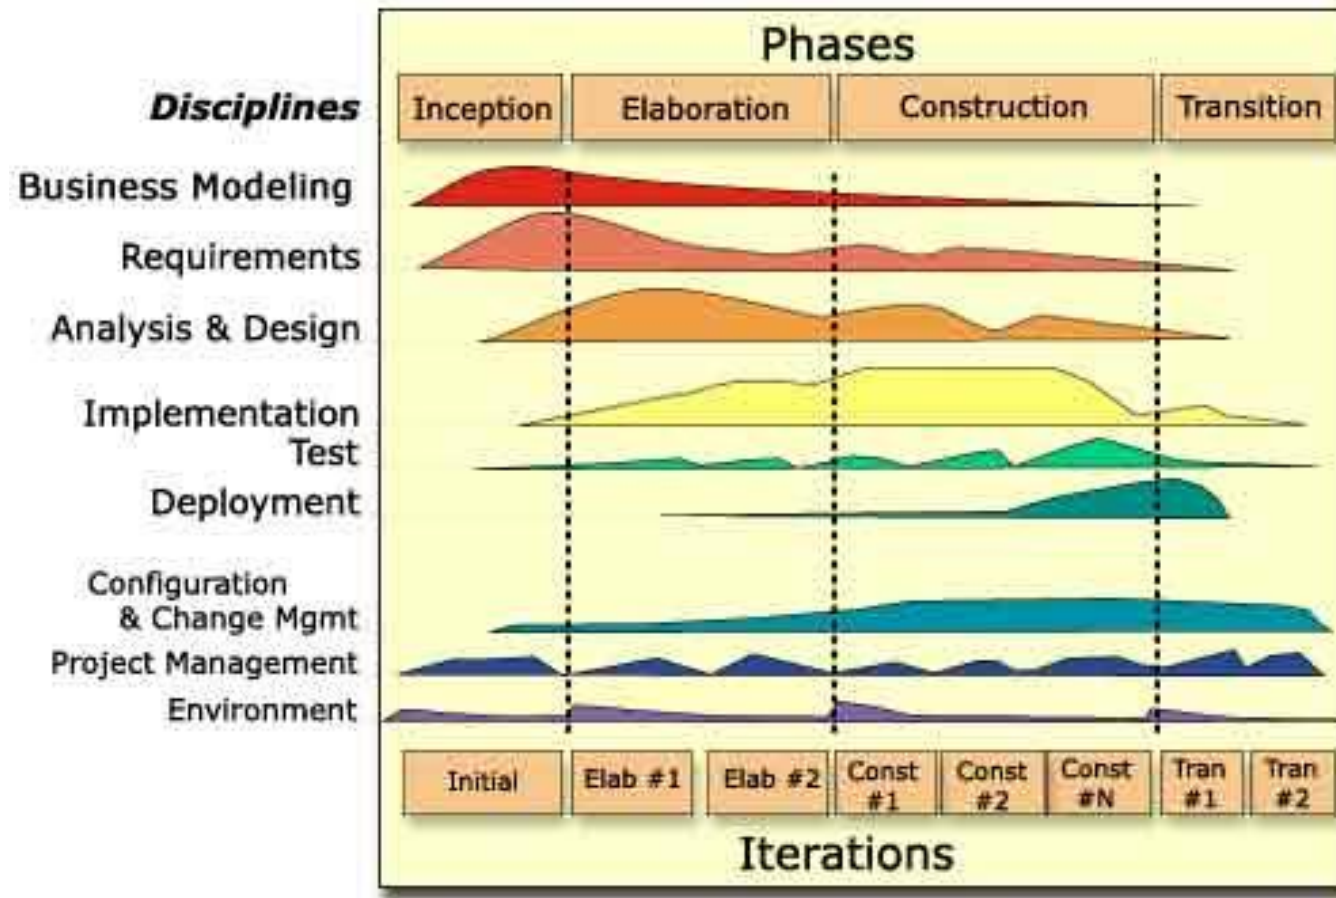 Phases
Disciplines
Inception
Elaboration
Construction
Transition
Business Modeling
Requirements
Analysis & Design
Implementation
Test
Deployment
Configuration
& Change Mgmt
Project Management
Environment
Initial
Elab #1
Elab #2
Const
#1
Const
#2
Const
#N
Tran
#1
Tran
#2
Iterations